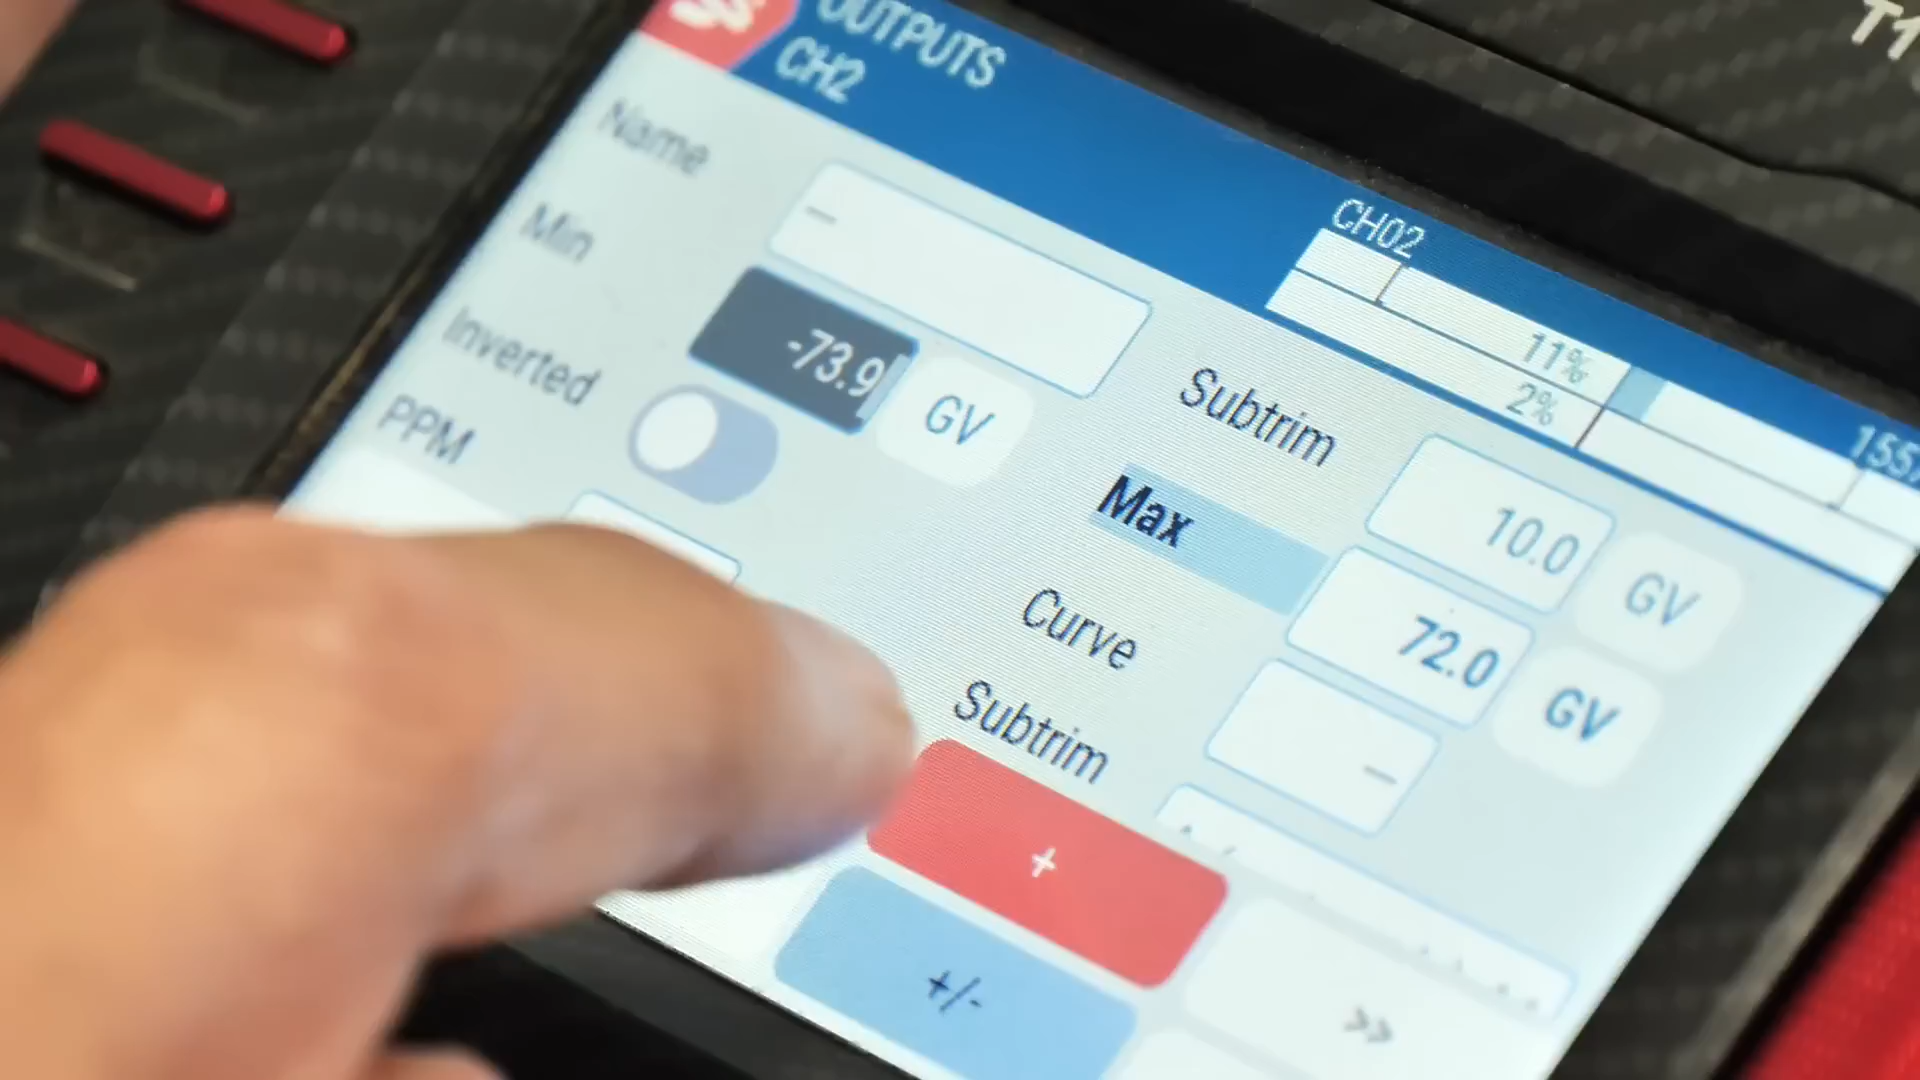 OUTPUTS
CH2
CH02
11%
2%
Name
–
Subtrim
10.0
GV
Min
-73.9
GV
Max
72.0
GV
Inverted
Curve
–
PPM
Subtrim
+
+/-
>>